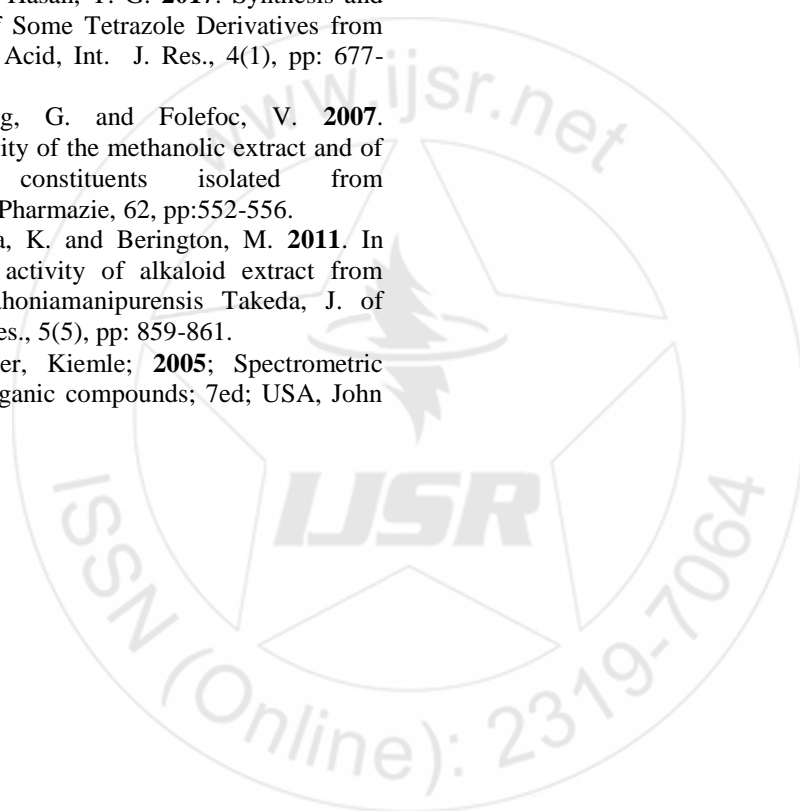 Hasan, T. G. 2017. Synthesis and
f Some Tetrazole Derivatives from
Acid, Int. J. Res., 4(1), pp: 677-
g, G. and Folefoc, V. 2007.
ity of the methanolic extract and of
constituents isolated from
Pharmazie, 62, pp:552-556.
a, K. and Berington, M. 2011. In
activity of alkaloid extract from
ahoniamanipurensis Takeda, J. of
es., 5(5), pp: 859-861.
er, Kiemle; 2005; Spectrometric
rganic compounds; 7ed; USA, John
www.ijsr.net
IJSR
ISSN (Online): 2319-7064